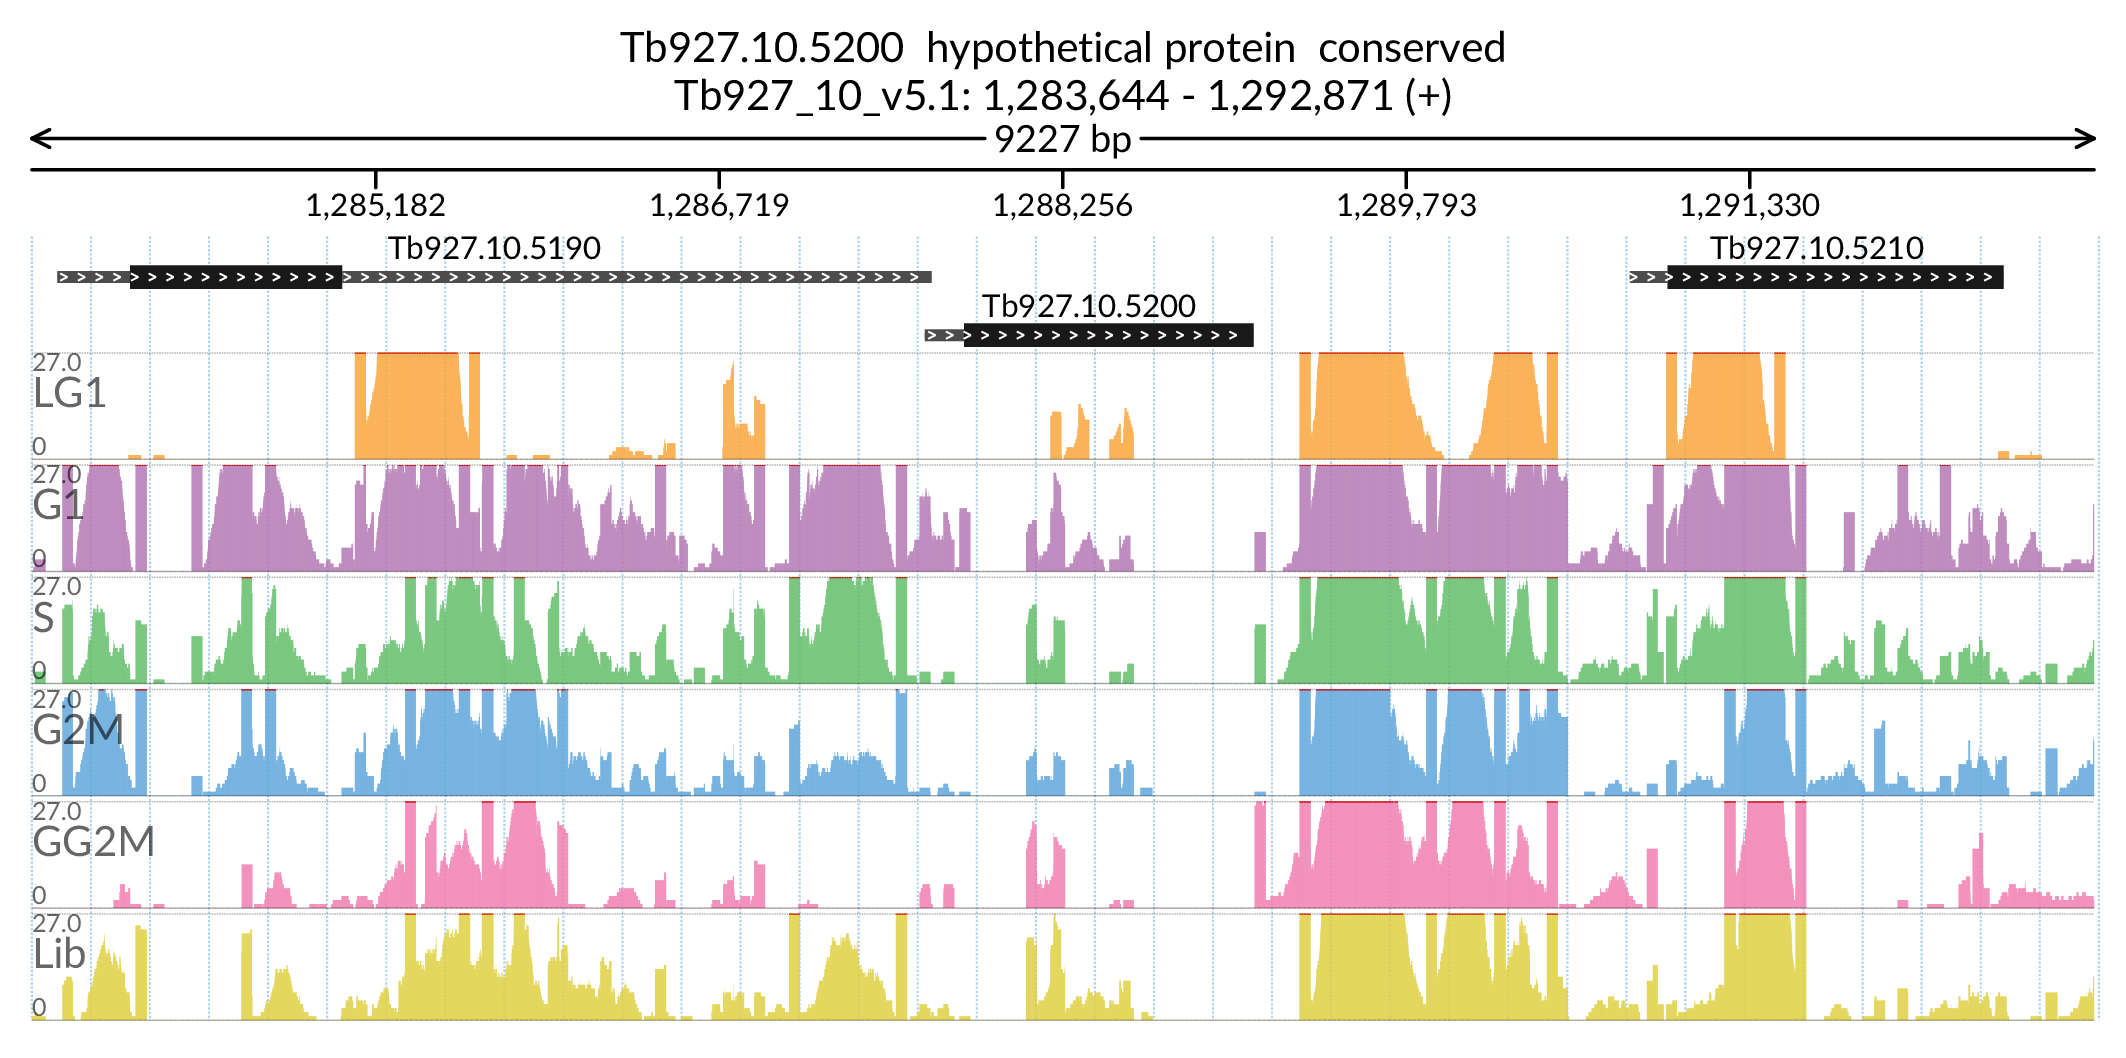 Tb927.10.5200 hypothetical protein conserved
Tb927_10_v5.1: 1,283,644 - 1,292,871 (+)
9227 bp
1,285,182 1,286,719 1,288,256 1,289,793 1,291,330
Tb927.10.5190 Tb927.10.5210
Tb927.10.5200
27.0
LG1
0
27.0
G1
0
27.0
S
0
27.0
G2M
0
27.0
GG2M
0
27.0
Lib
0